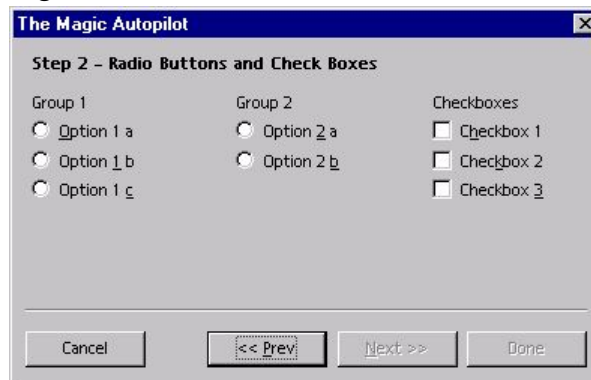 The Magic Autopilot
Step 2 – Radio Buttons and Check Boxes
Group 1 Group 2 Checkboxes
Option 1 a Option 2 a Checkbox 1
Option 1 b Option 2 b Checkbox 2
Option 1 c Checkbox 3
Cancel << Prev Next >> Done